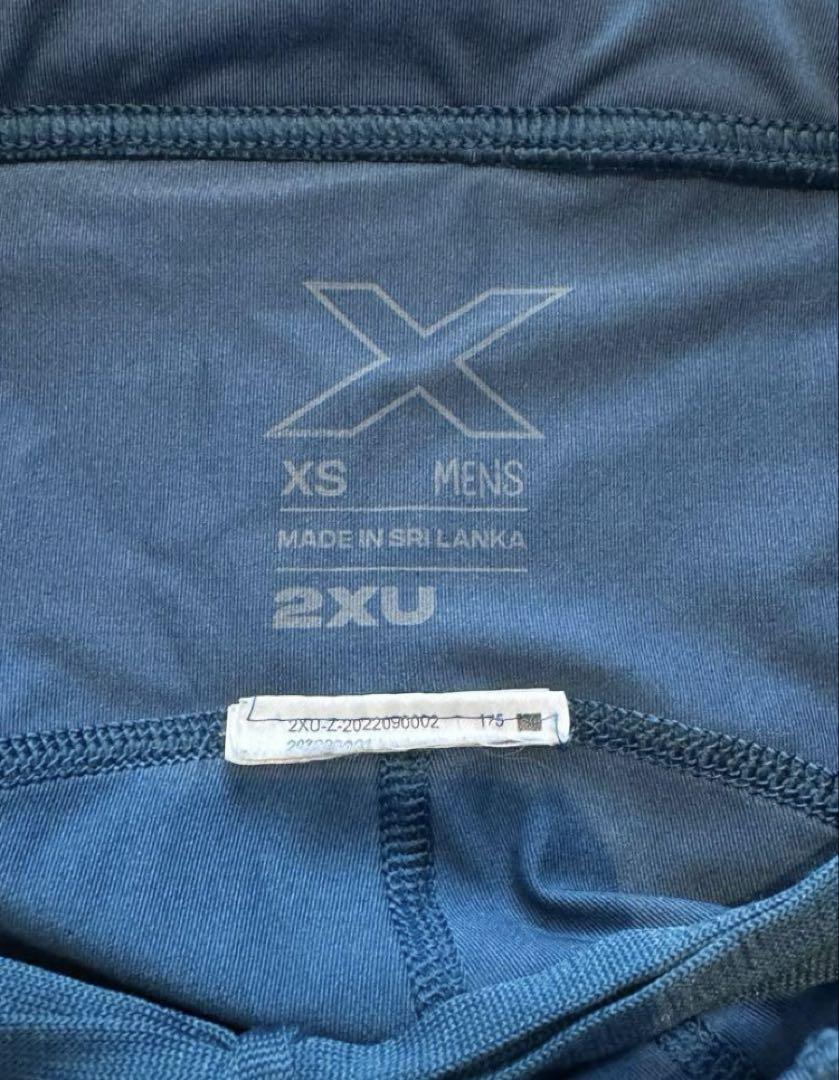 X
XS MENS
MADE IN SRI LANKA
2XU
2XU-Z-2022090002 175